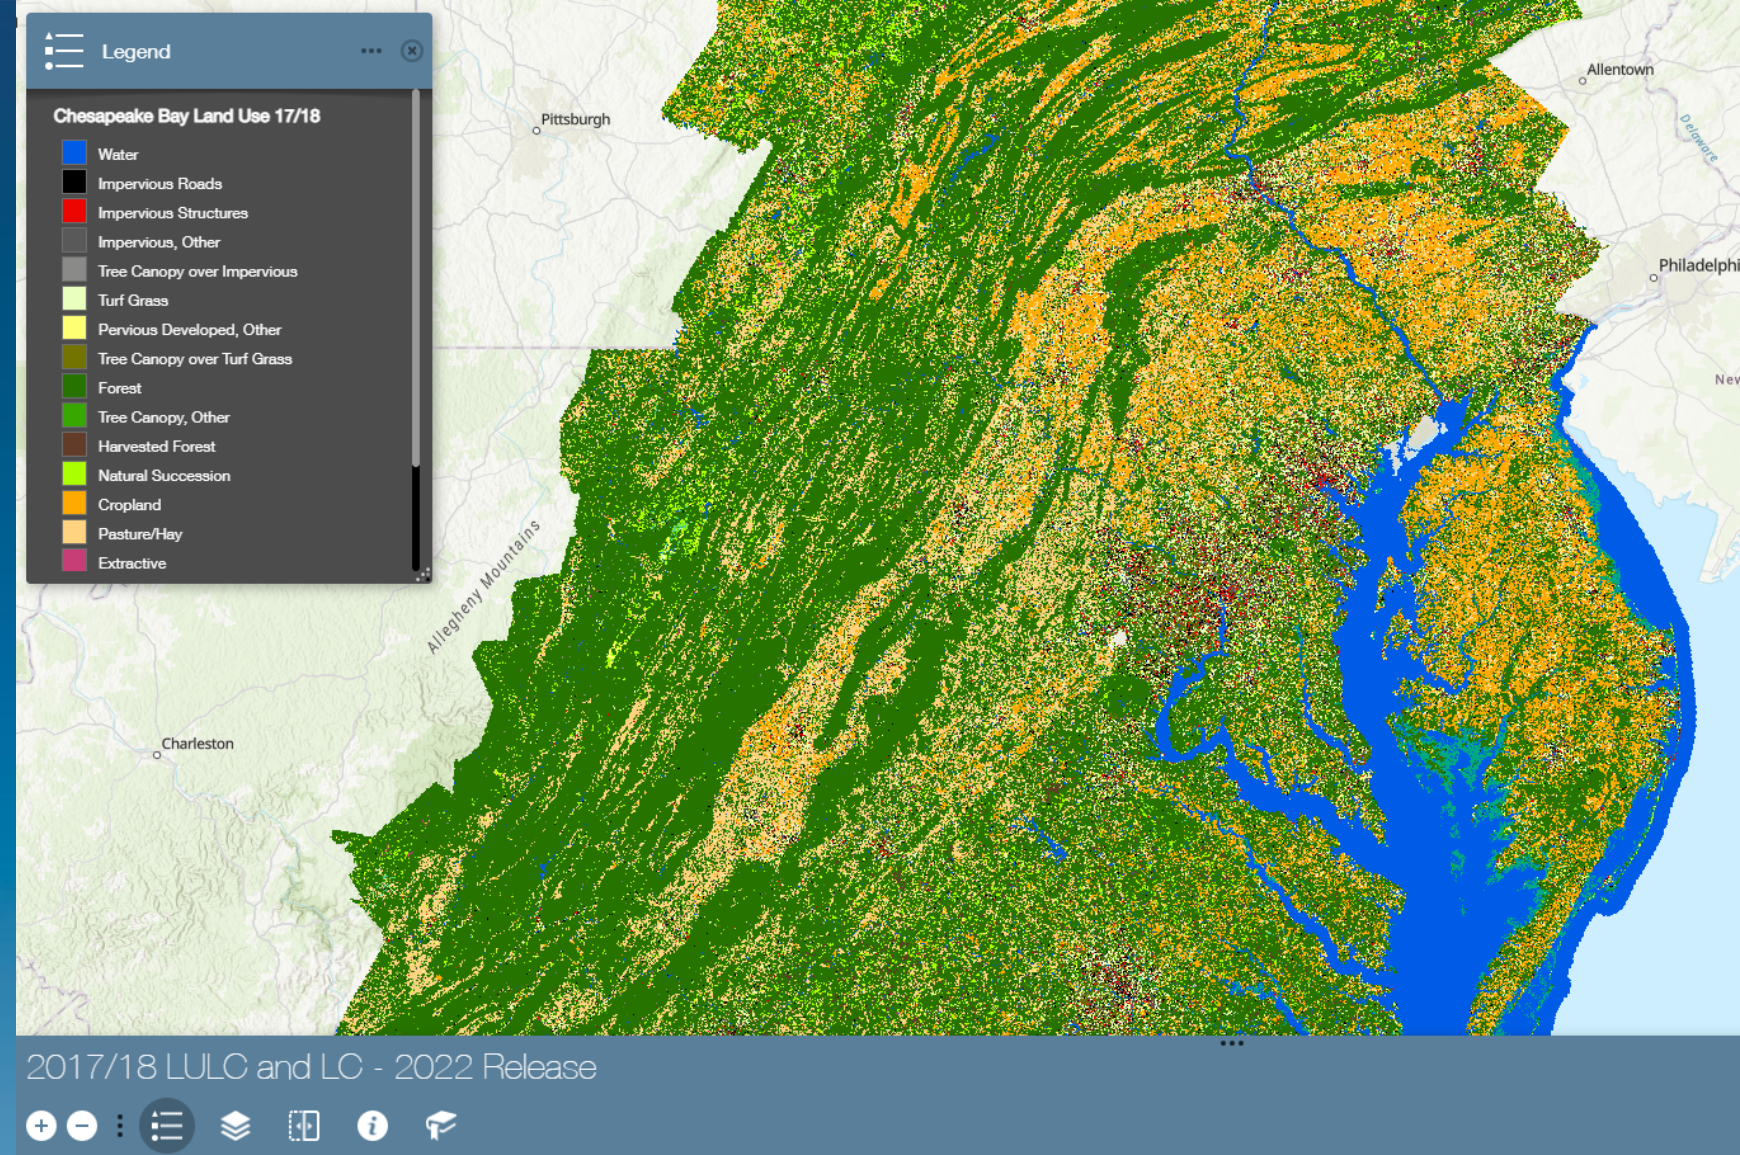 Legend
Chesapeake Bay Land Use 17/18
Water
Impervious Roads
Impervious Structures
Impervious, Other
Tree Canopy over Impervious
Turf Grass
Pervious Developed, Other
Tree Canopy over Turf Grass
Forest
Tree Canopy, Other
Harvested Forest
Natural Succession
Cropland
Pasture/Hay
Extractive
Pittsburgh
Allentown
Delaware
Philadelphi
New
Allegheny Mountains
Charleston
2017/18 LULC and LC - 2022 Release